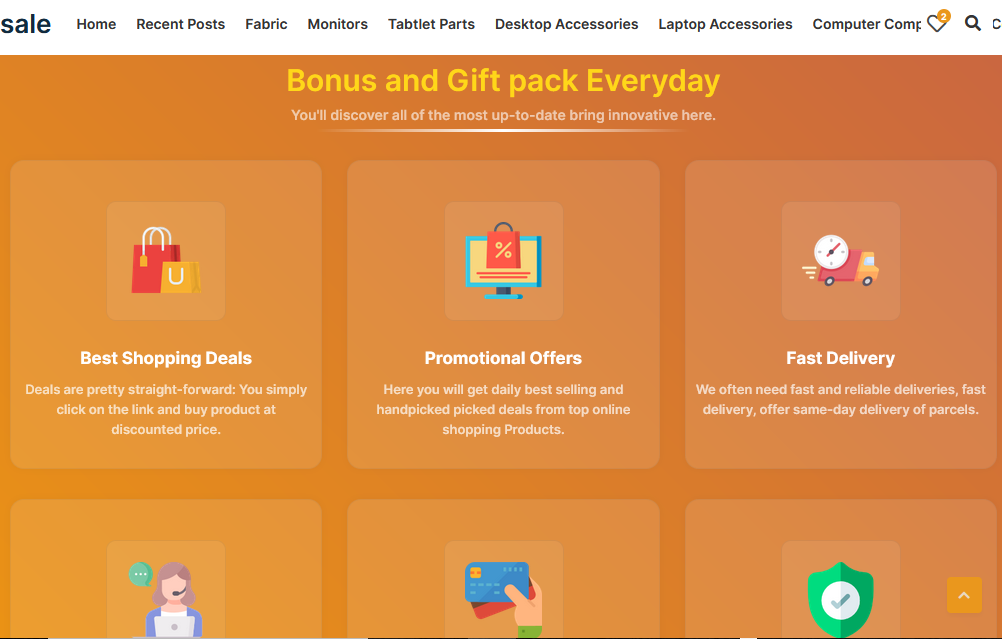 sale Home Recent Posts Fabric Monitors Tabtlet Parts Desktop Accessories Laptop Accessories Computer Comp 2 C
Bonus and Gift pack Everyday
You'll discover all of the most up-to-date bring innovative here.
%
Best Shopping Deals
Deals are pretty straight-forward: You simply
click on the link and buy product at
discounted price.
Promotional Offers
Here you will get daily best selling and
handpicked picked deals from top online
shopping Products.
Fast Delivery
We often need fast and reliable deliveries, fast
delivery, offer same-day delivery of parcels.